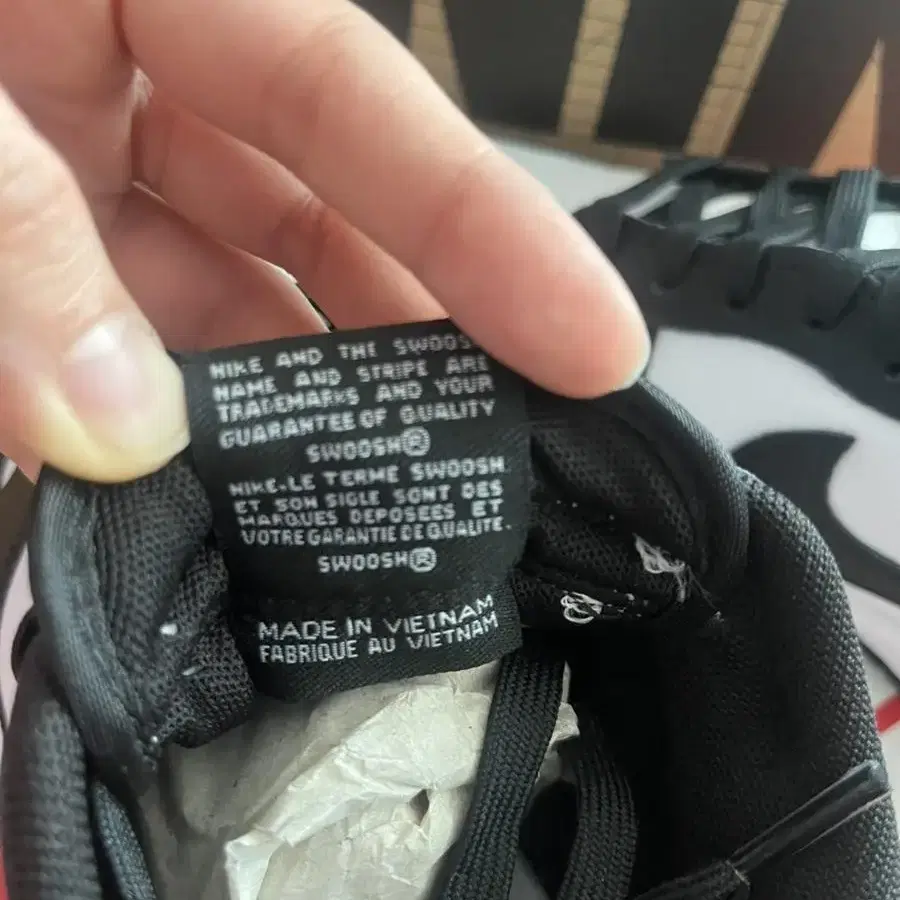 NIKE AND THE SWOOSH
NAME AND STRIPE ARE
TRADEMARKS AND YOUR
GUARANTEE OF QUALITY
SWOOSH®
NIKE.LE TERME SWOOSH
ET SON SIGLE SONT DES
MARQUES DEPOSEES ET
VOTRE GARANTIE DE QUALITE.
SWOOSH®
MADE IN VIETNAM
FABRIQUE AU VIETNAM